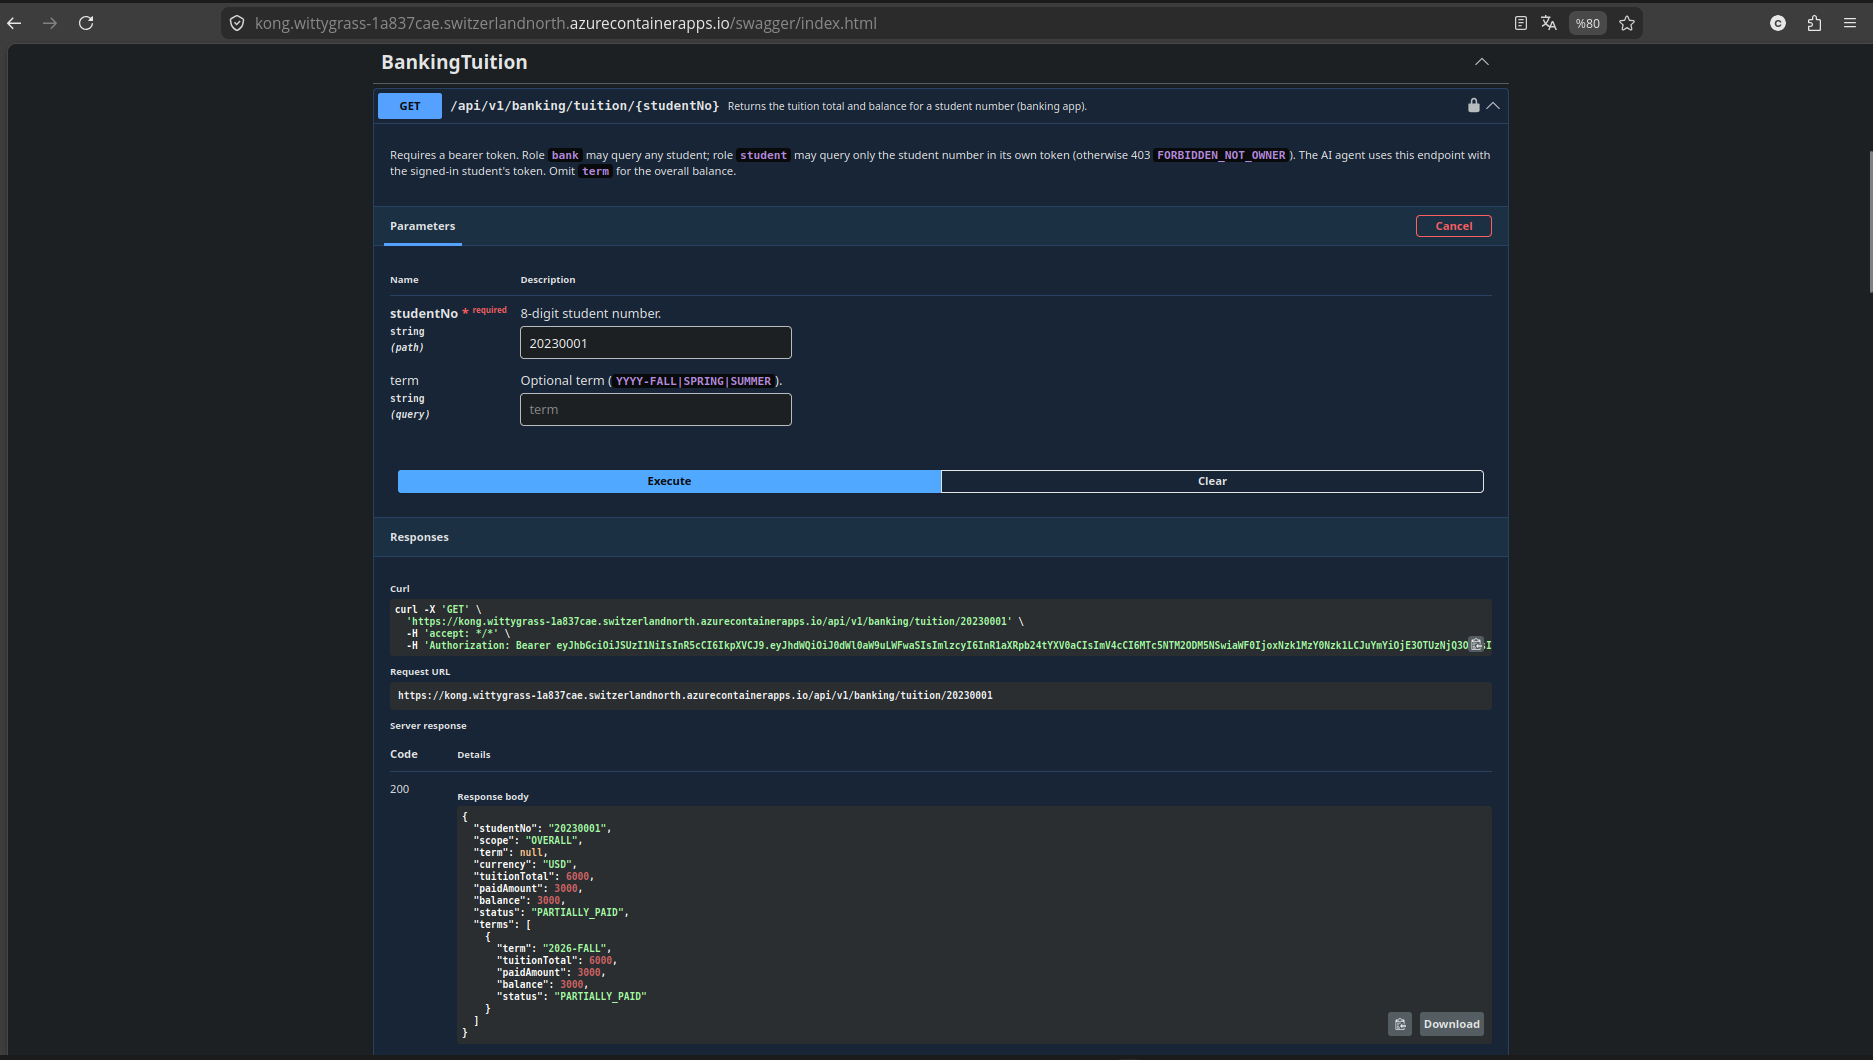 kong.wittygrass-1a837cae.switzerlandnorth.azurecontainerapps.io/swagger/index.html
%80
C
BankingTuition
GET /api/v1/banking/tuition/{studentNo} Returns the tuition total and balance for a student number (banking app).
Requires a bearer token. Role bank may query any student; role student may query only the student number in its own token (otherwise 403 FORBIDDEN_NOT_OWNER ). The AI agent uses this endpoint with
the signed-in student's token. Omit term for the overall balance.
Parameters
Cancel
Name Description
studentNo * required 8-digit student number.
string
(path)
20230001
term Optional term ( YYYY-FALL|SPRING|SUMMER ).
string
(query)
term
Execute Clear
Responses
Curl
curl -X 'GET' \
'https://kong.wittygrass-1a837cae.switzerlandnorth.azurecontainerapps.io/api/v1/banking/tuition/20230001' \
-H 'accept: */*' \
-H 'Authorization: Bearer
Request URL
https://kong.wittygrass-1a837cae.switzerlandnorth.azurecontainerapps.io/api/v1/banking/tuition/20230001
Server response
Code Details
200
Response body
{
"studentNo": "20230001",
"scope": "OVERALL",
"term": null,
"currency": "USD",
"tuitionTotal": 6000,
"paidAmount": 3000,
"balance": 3000,
"status": "PARTIALLY_PAID",
"terms": [
{
"term": "2026-FALL",
"tuitionTotal": 6000,
"paidAmount": 3000,
"balance": 3000,
"status": "PARTIALLY_PAID"
}
]
}
Download